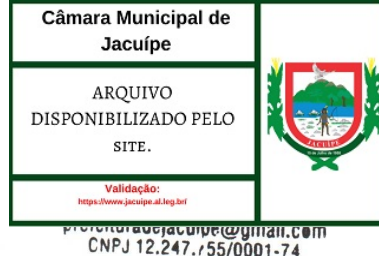 Câmara Municipal de
Jacuípe
ARQUIVO
DISPONIBILIZADO PELO
SITE.
Validação:
https://www.jacuipe.al.leg.br/
JACUÍPE
CNPJ 12.247.755/0001-74